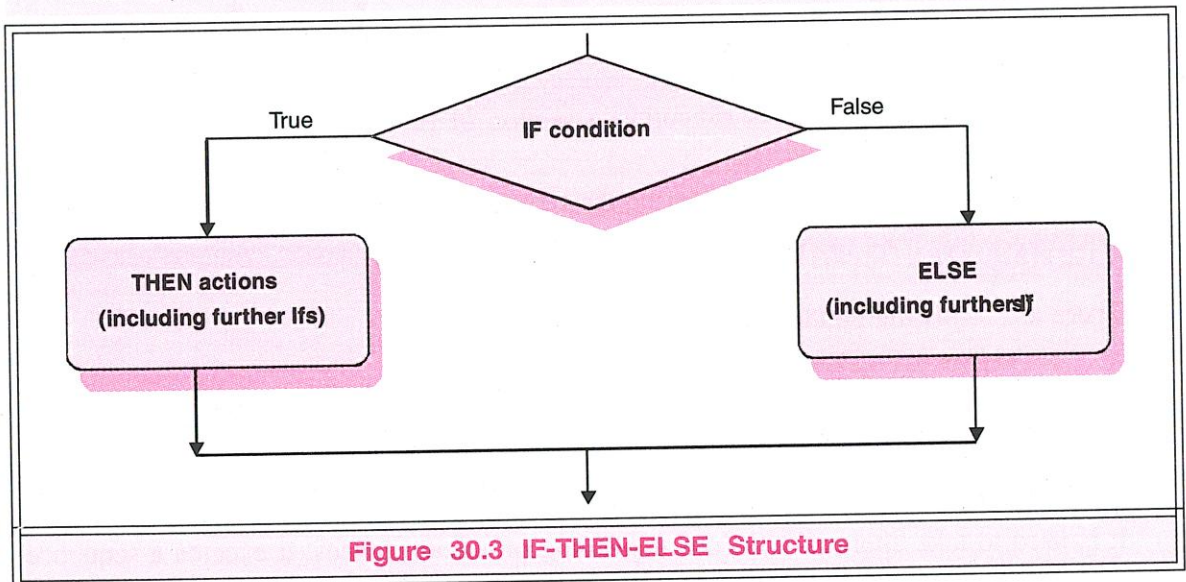 IF condition
True
False
THEN actions
(including further Ifs)
ELSE
(including further
Figure 30.3 IF-THEN-ELSE Structure